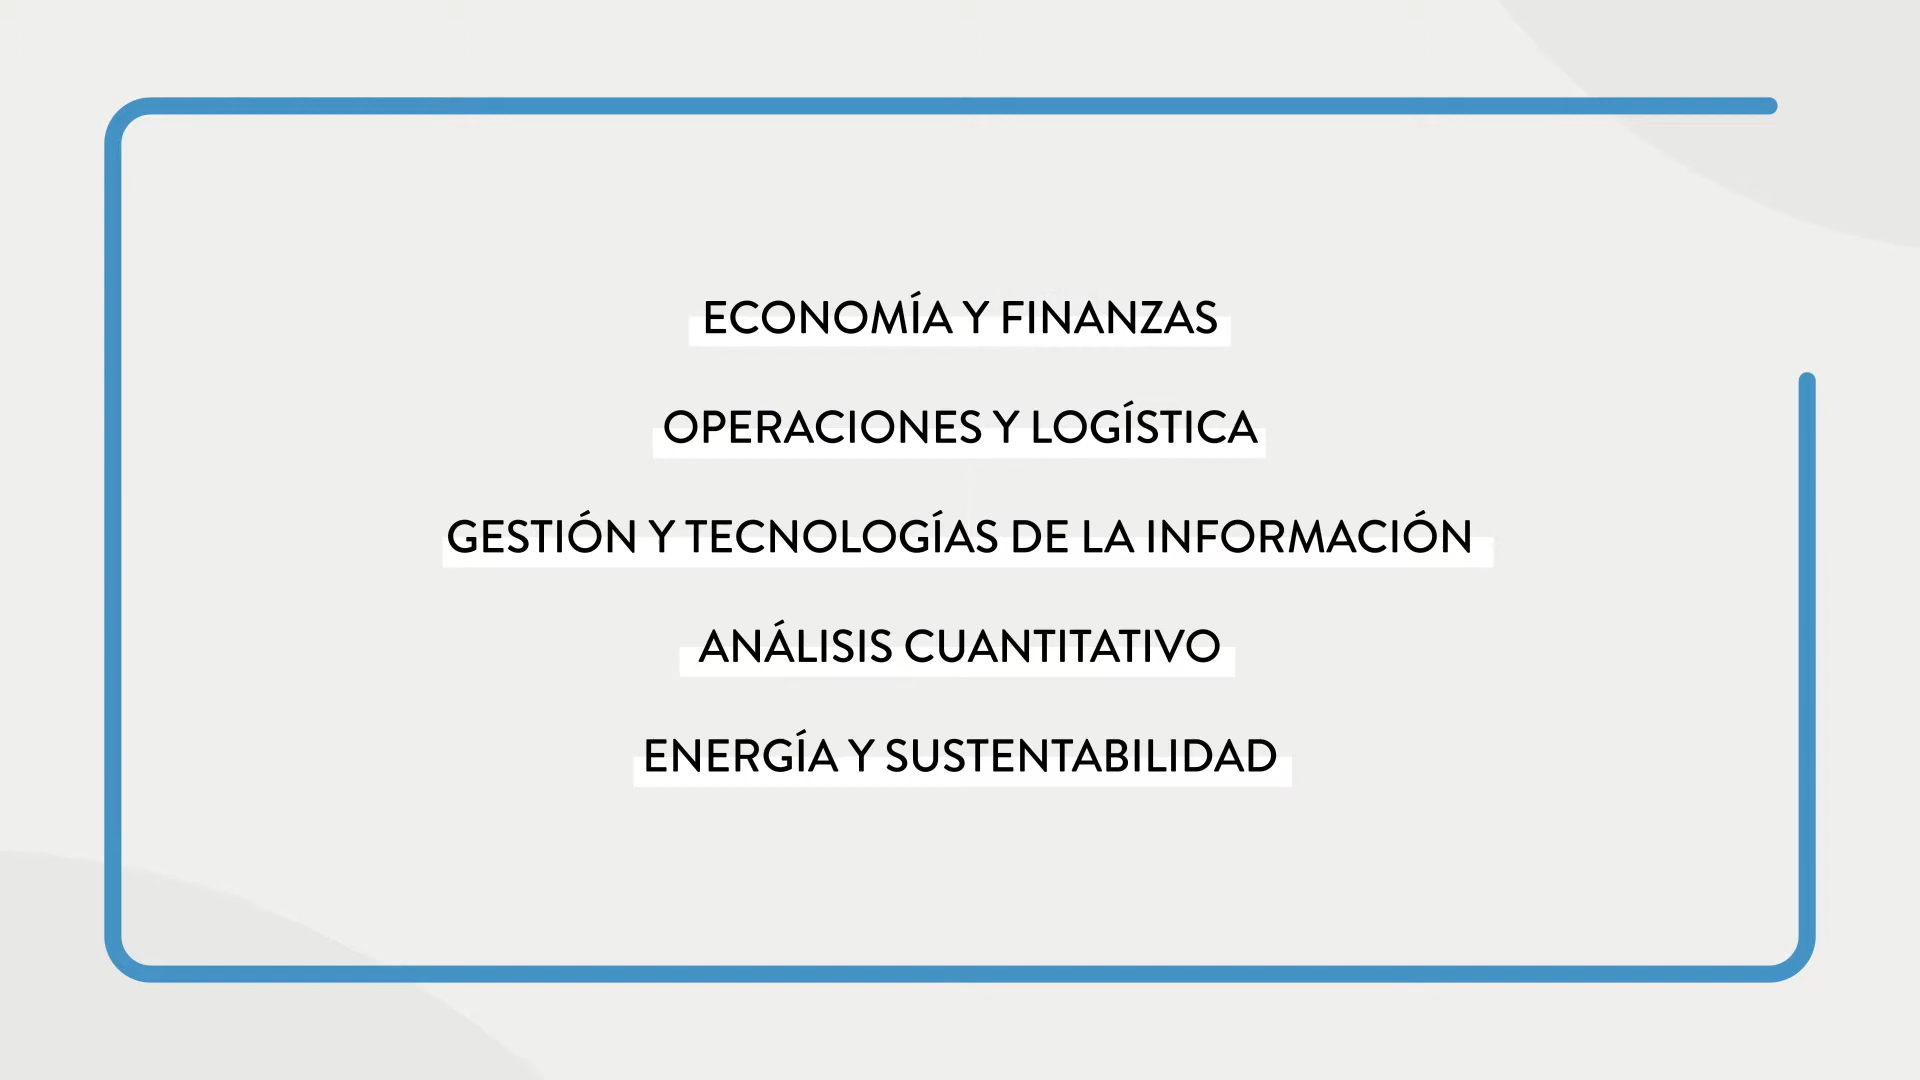 ECONOMÍA Y FINANZAS
OPERACIONES Y LOGÍSTICA
GESTIÓN Y TECNOLOGÍAS DE LA INFORMACIÓN
ANÁLISIS CUANTITATIVO
ENERGÍA Y SUSTENTABILIDAD